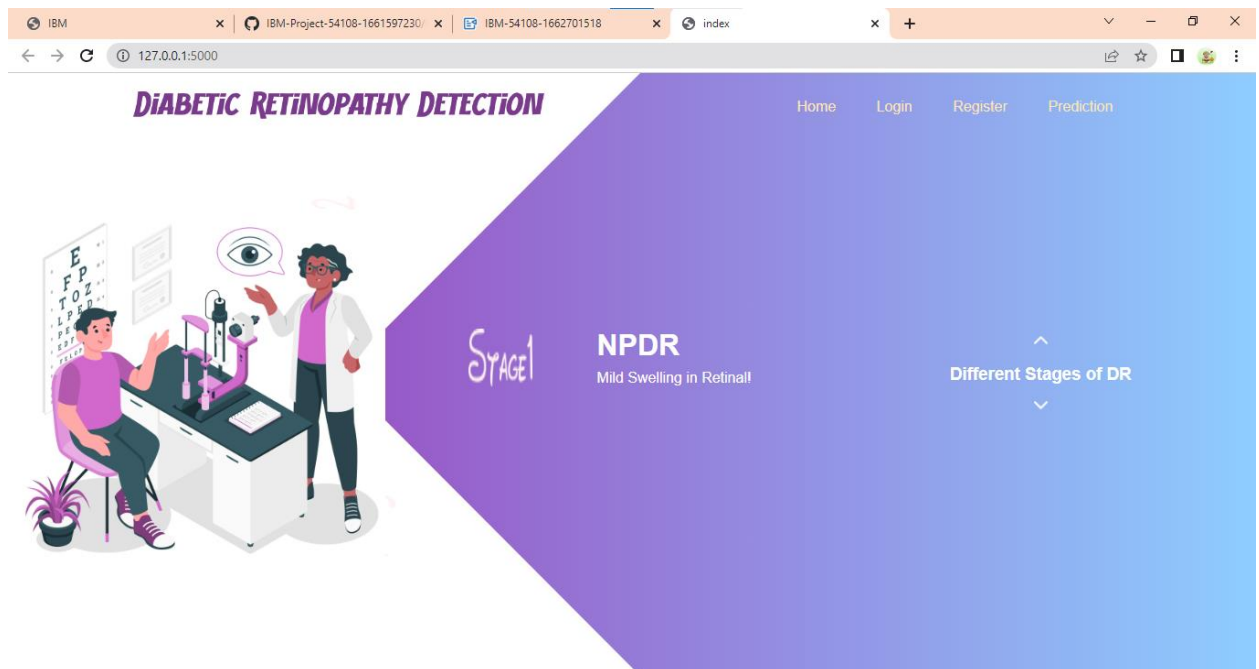 IBM
IBM-Project-54108-1661597230/
IBM-54108-1662701518
index
127.0.0.1:5000
DiABETiC RETiNOPATHY DETECTiON
Home Login Register Prediction
E
F P
T O Z
L P E D
STAGE1
NPDR
Mild Swelling in Retinal!
Different Stages of DR